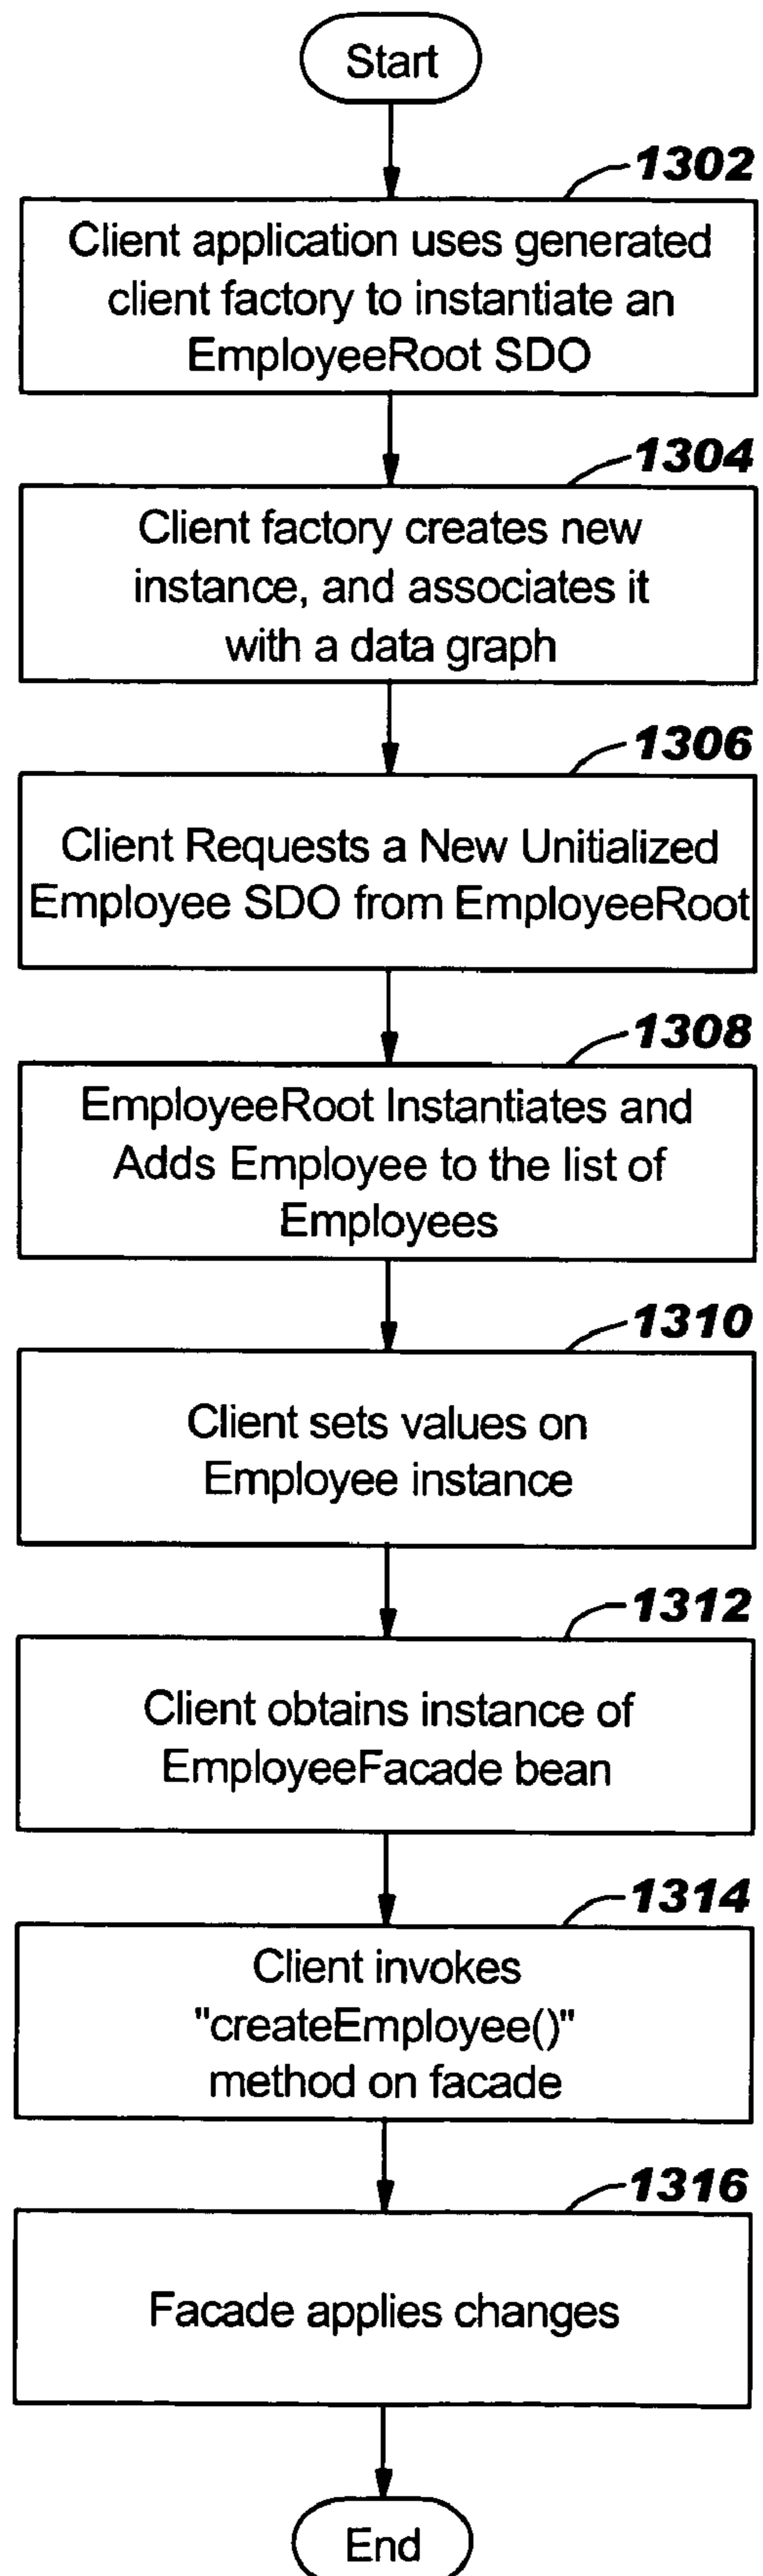 Start
1302
Client application uses generated
client factory to instantiate an
EmployeeRoot SDO
1304
Client factory creates new
instance, and associates it
with a data graph
1306
Client Requests a New Unitialized
Employee SDO from EmployeeRoot
1308
EmployeeRoot Instantiates and
Adds Employee to the list of
Employees
1310
Client sets values on
Employee instance
1312
Client obtains instance of
EmployeeFacade bean
1314
Client invokes
"createEmployee()"
method on facade
1316
Facade applies changes
End